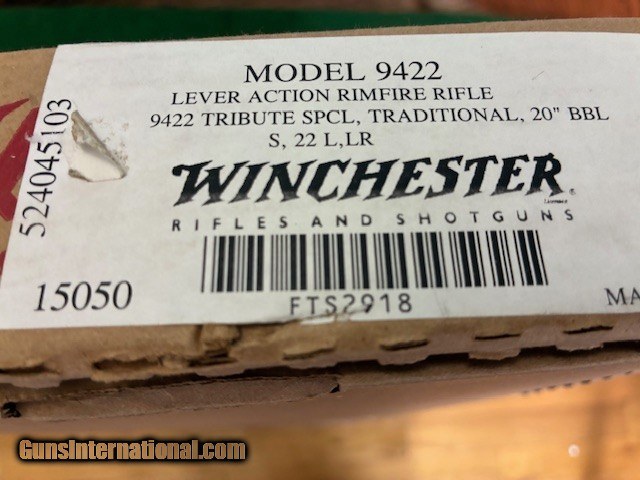 MODEL 9422
LEVER ACTION RIMFIRE RIFLE
9422 TRIBUTE SPCL, TRADITIONAL, 20" BBL
S, 22 L,LR
524045103
WINCHESTER
RIFLES AND SHOTGUNS
15050
FTS2918
MA
GunsInternational.com